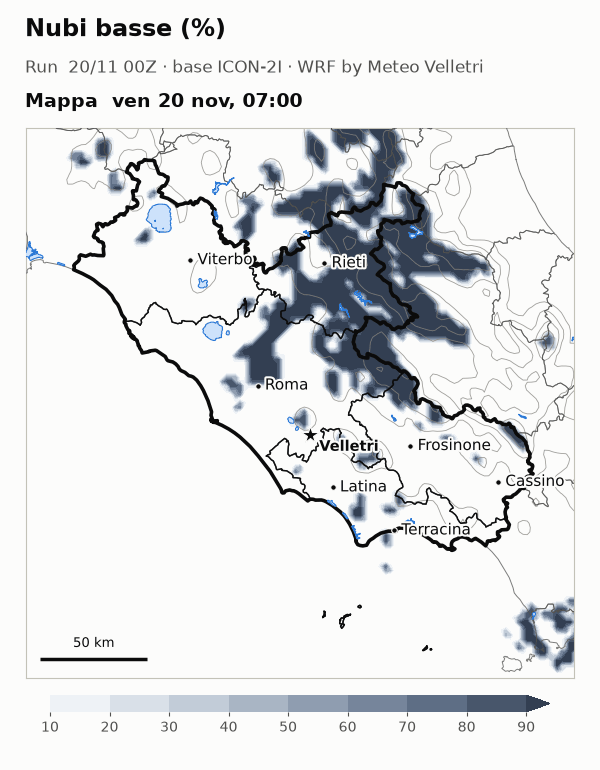 Nubi basse (%)
Run  20/11 00Z · base ICON-2I · WRF by Meteo Velletri
Mappa  ven 20 nov, 07:00
Viterbo
Rieti
Roma
Velletri
Frosinone
Latina
Cassino
Terracina
50 km
10 20 30 40 50 60 70 80 90